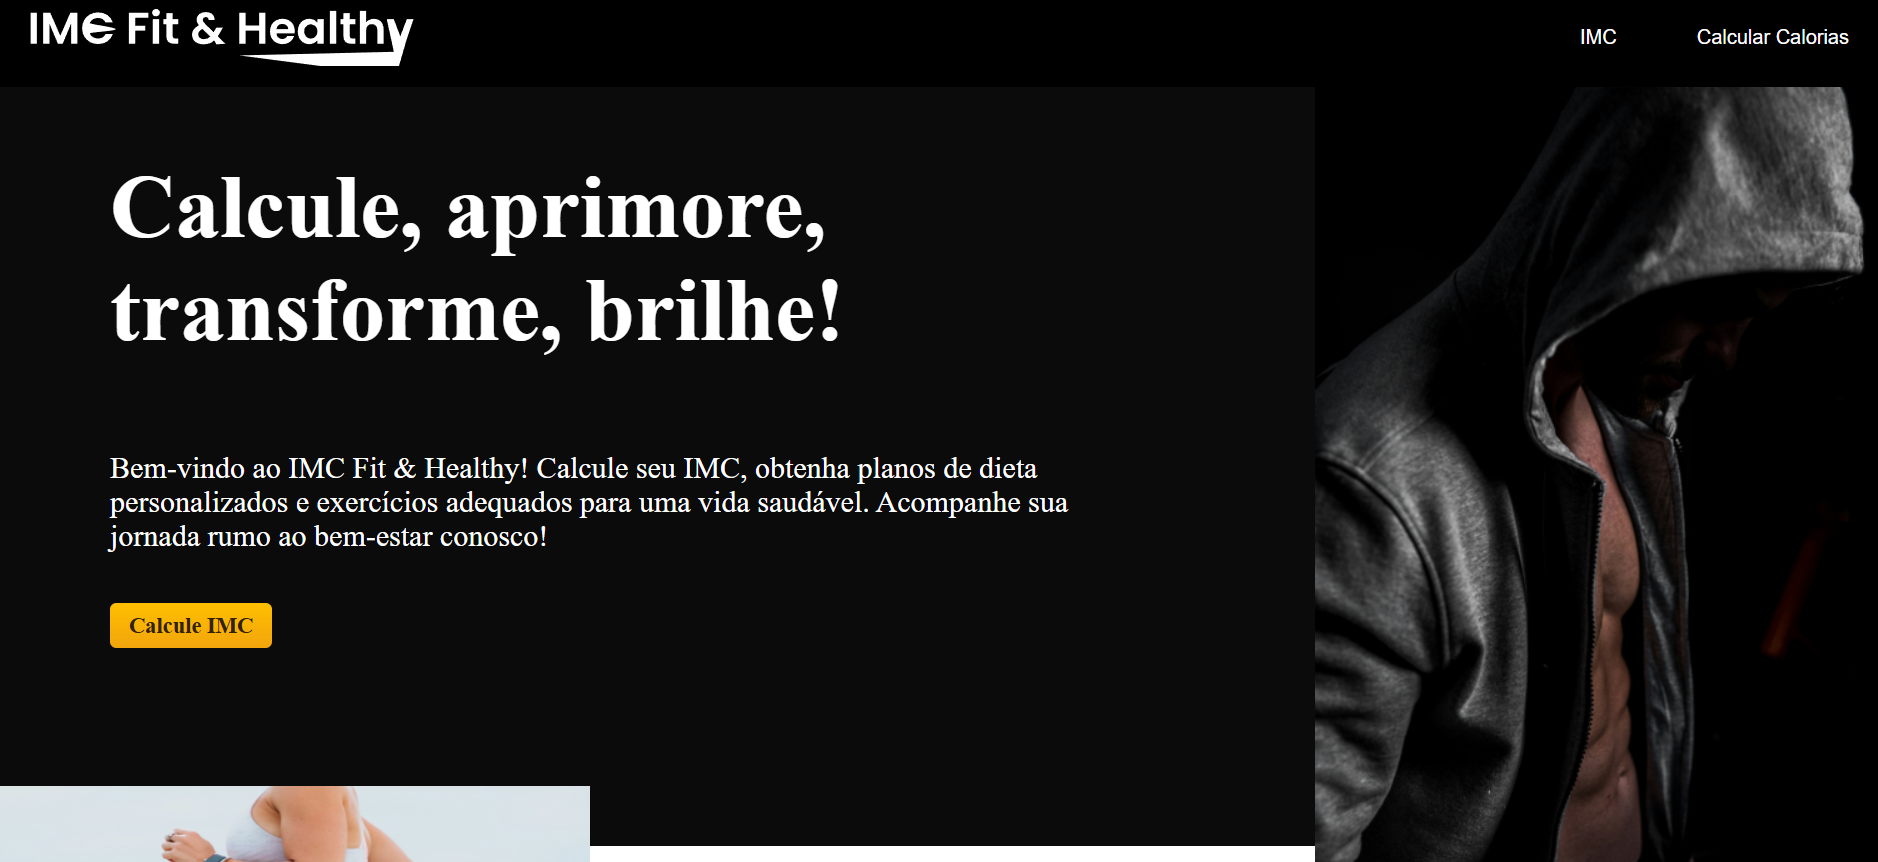 IMC Fit & Healthy
IMC
Calcular Calorias
Calcule, aprimore,
transforme, brilhe!
Bem-vindo ao IMC Fit & Healthy! Calcule seu IMC, obtenha planos de dieta
personalizados e exercícios adequados para uma vida saudável. Acompanhe sua
jornada rumo ao bem-estar conosco!
Calcule IMC